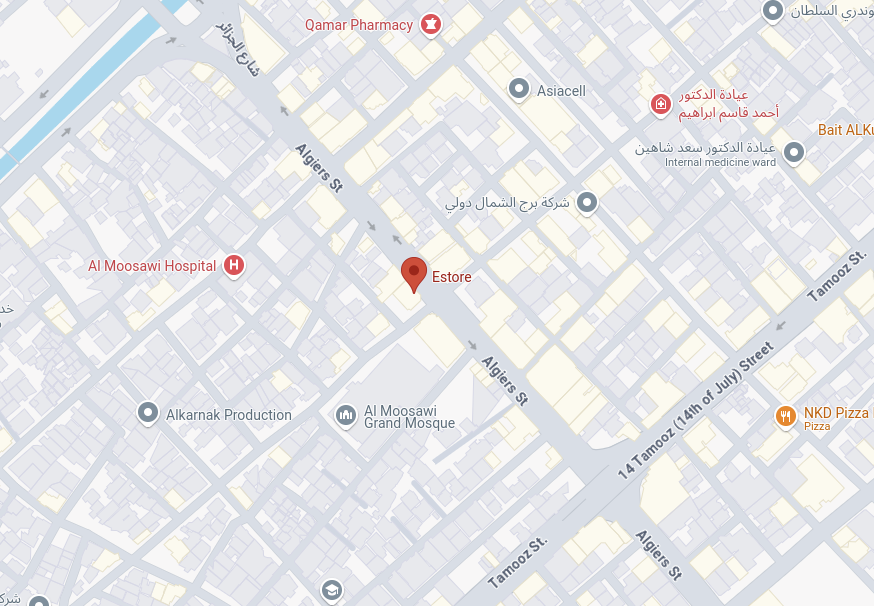 وندري السلطان
Qamar Pharmacy
شارع الجزائر
Asiacell
عيادة الدكتور
أحمد قاسم ابراهيم
Bait ALKu
عيادة الدكتور سعد شاهين
Internal medicine ward
Algiers St
شركة برج الشمال دولي
Al Moosawi Hospital
Estore
Tamooz St.
خد
Algiers St
14 Tamooz (14th of July) Street
Alkarnak Production
Al Moosawi
Grand Mosque
NKD Pizza
Pizza
Tamooz St.
Algiers St
شرك